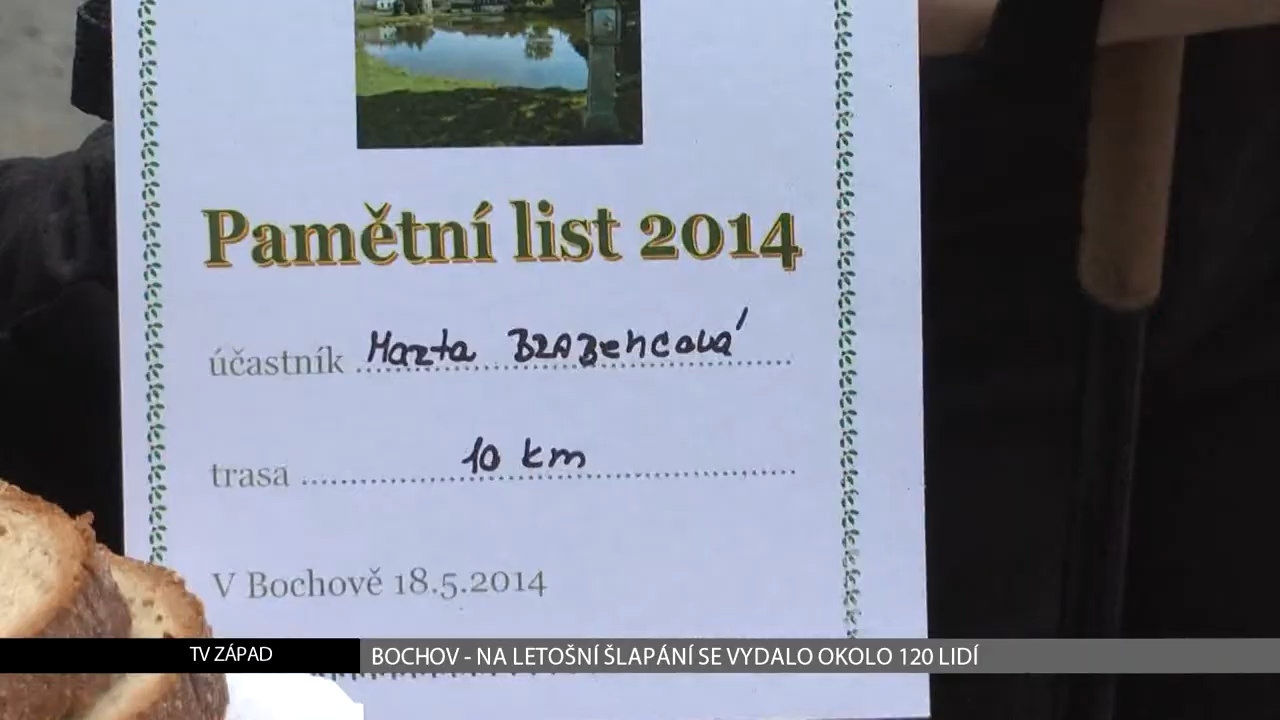 Pamětní list 2014
účastník Marta BRABencová
trasa 10 km
V Bochově 18.5.2014
TV ZÁPAD
BOCHOV - NA LETOŠNÍ ŠLAPÁNÍ SE VYDALO OKOLO 120 LIDÍ